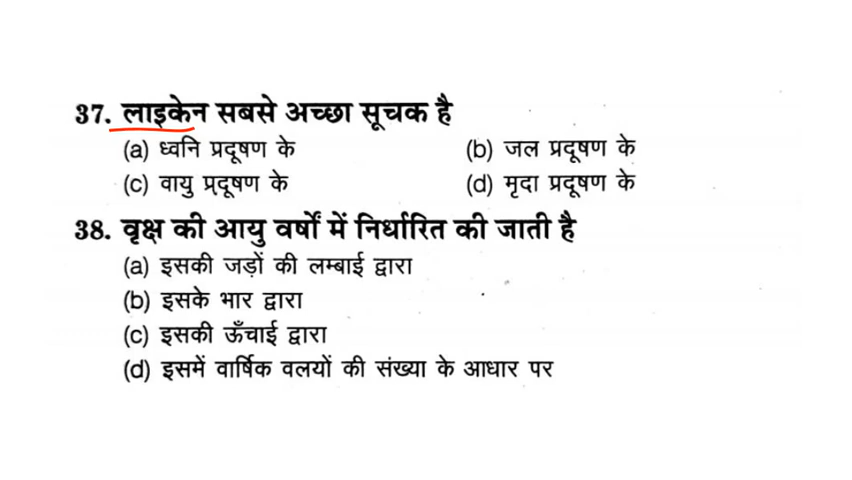 37. लाइकेन सबसे अच्छा सूचक है
(a) ध्वनि प्रदूषण के (b) जल प्रदूषण के
(c) वायु प्रदूषण के (d) मृदा प्रदूषण के
38. वृक्ष की आयु वर्षों में निर्धारित की जाती है
(a) इसकी जड़ों की लम्बाई द्वारा
(b) इसके भार द्वारा
(c) इसकी ऊँचाई द्वारा
(d) इसमें वार्षिक वलयों की संख्या के आधार पर